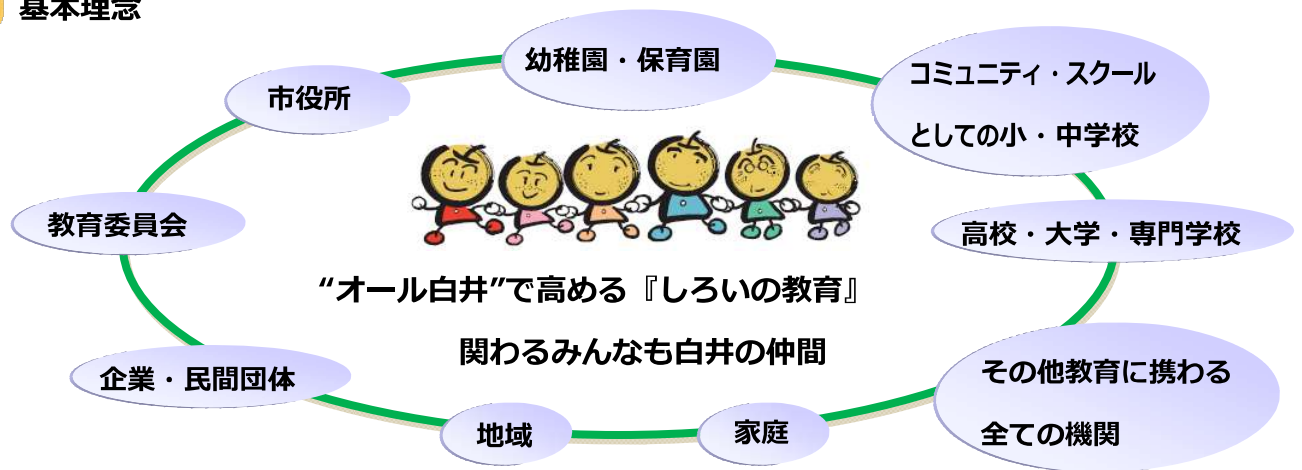 基本理念
幼稚園・保育園
市役所
コミュニティ・スクール
としての小・中学校
教育委員会
高校・大学・専門学校
“オール白井”で高める『しろいの教育』
関わるみんなも白井の仲間
企業・民間団体
その他教育に携わる
全ての機関
地域
家庭